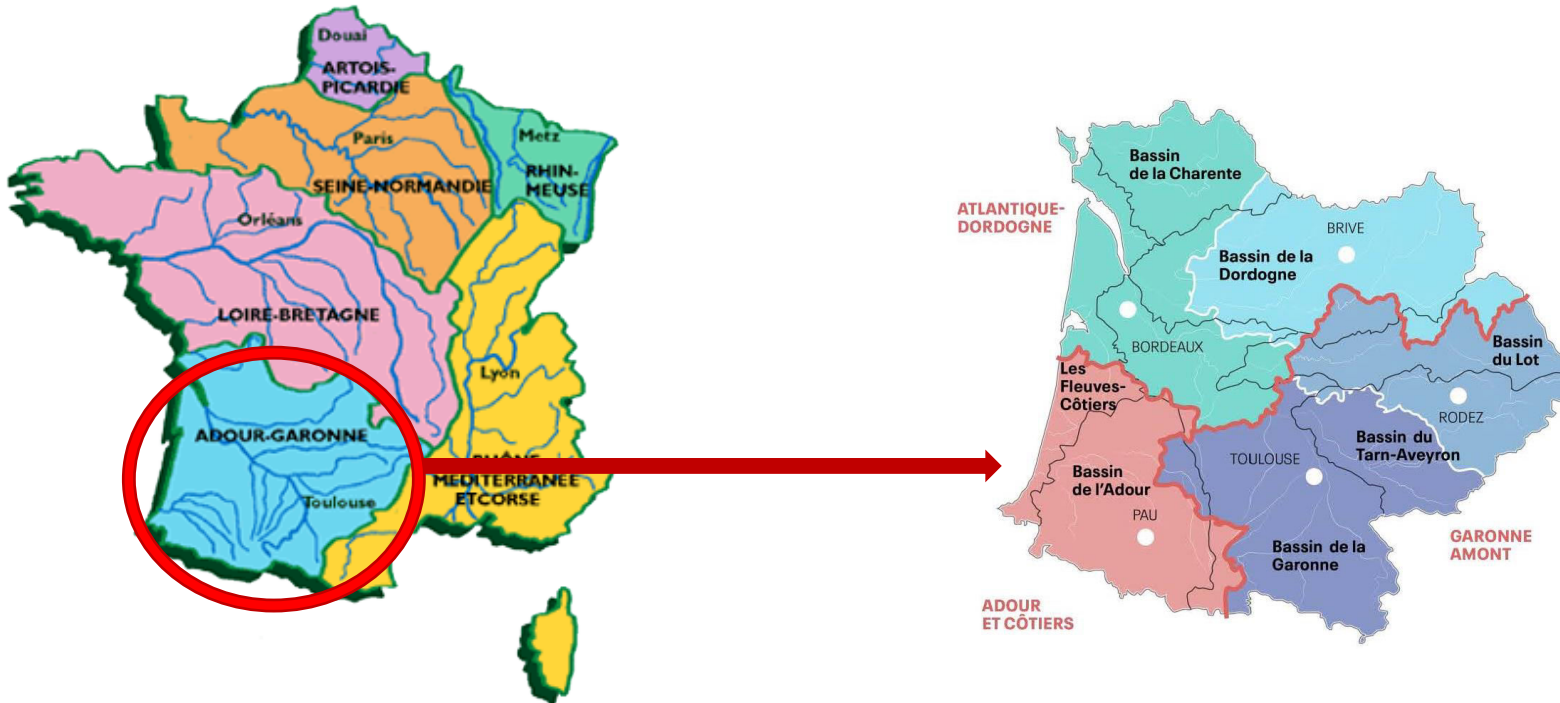 Douai
ARTOIS-
PICARDIE
Paris
Metz
SEINE-NORMANDIE
RHIN-
MEUSE
Orléans
LOIRE-BRETAGNE
Lyon
ADOUR-GARONNE
Toulouse
RHÔNE
MEDITERRANEE
ETCORSE
Bassin
de la Charente
ATLANTIQUE-
DORDOGNE
BRIVE
Bassin de la
Dordogne
BORDEAUX
Bassin
du Lot
Les
Fleuves-
Côtiers
RODEZ
Bassin du
Tarn-Aveyron
TOULOUSE
Bassin
de l'Adour
PAU
Bassin de la
Garonne
GARONNE
AMONT
ADOUR
ET CÔTIERS